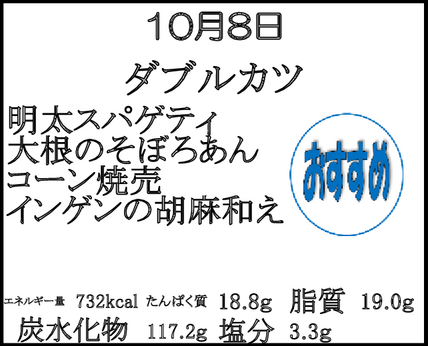 10月8日
ダブルカツ
明太スパゲティ
大根のそぼろあん
コーン焼売
インゲンの胡麻和え
おすすめ
エネルギー量 732kcal たんぱく質 18.8g 脂質 19.0g
炭水化物 117.2g 塩分 3.3g